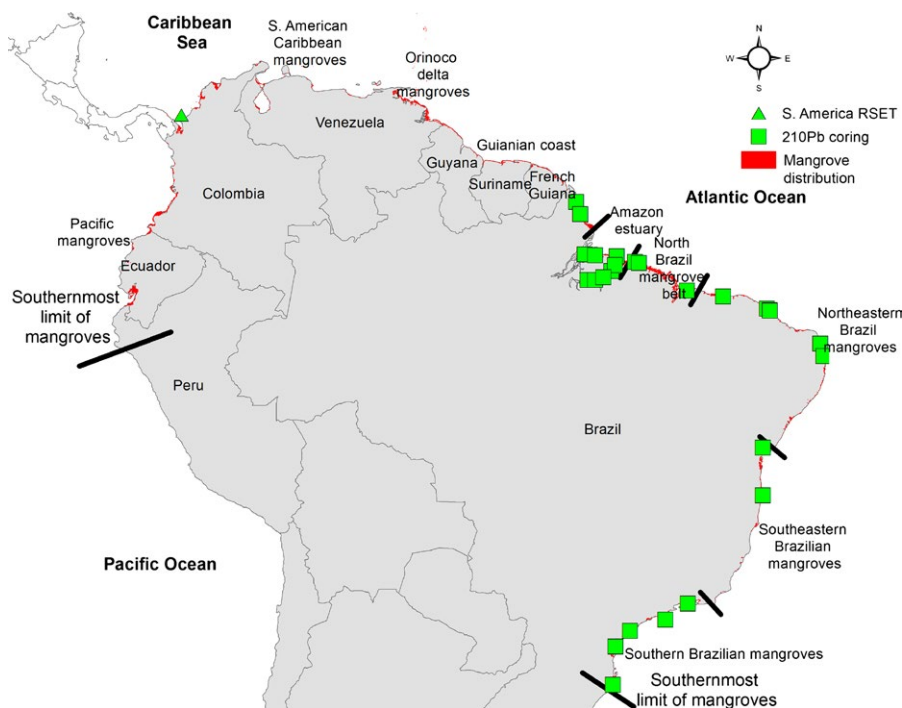 Caribbean
Sea
S. American
Caribbean
mangroves
Orinoco
delta
mangroves
N
W
E
S
S. America RSET
210Pb coring
Mangrove
distribution
Venezuela
Guianian coast
Guyana
Suriname
French
Guiana
Colombia
Atlantic Ocean
Amazon
estuary
Pacific
mangroves
North
Brazil
mangrove
belt
Ecuador
Southernmost
limit of
mangroves
Northeastern
Brazil
mangroves
Peru
Brazil
Southeastern
Brazilian
mangroves
Pacific Ocean
Southern Brazilian mangroves
Southernmost
limit of mangroves